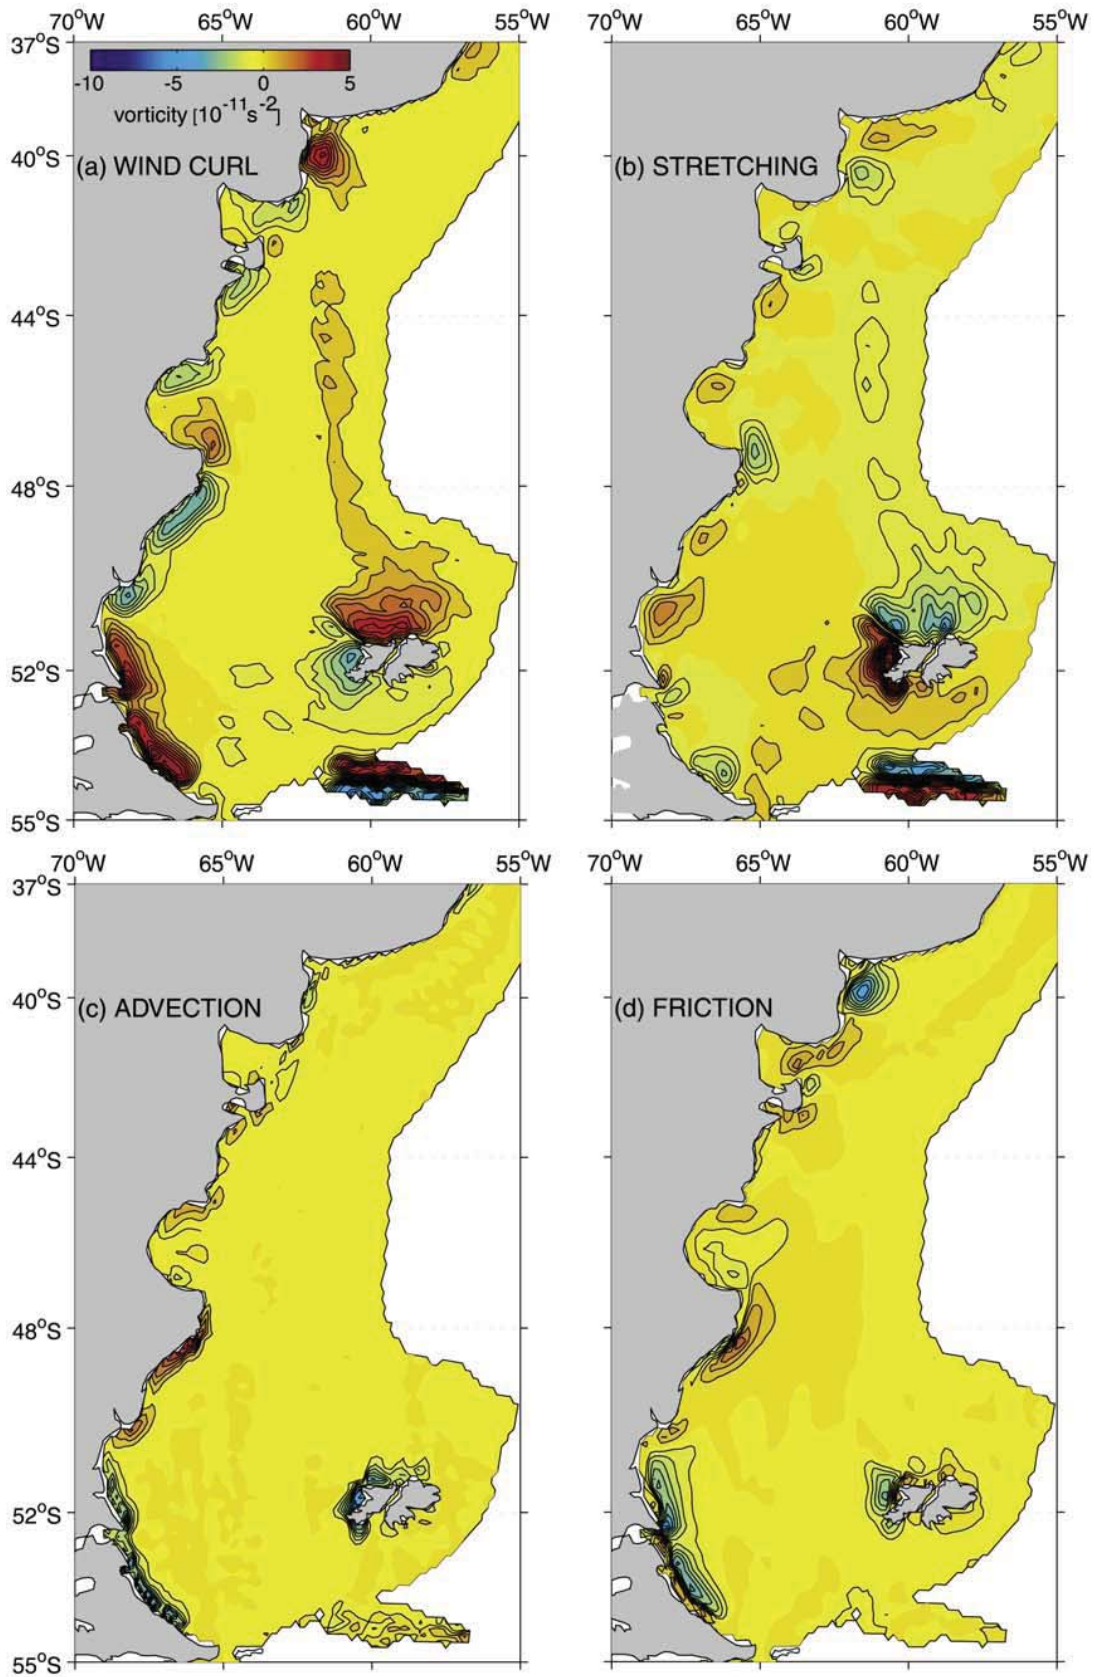 70°W 65°W 60°W 55°W 70°W 65°W 60°W 55°W
37°S
-10 -5 0 5
vorticity [10⁻¹¹s⁻²]
40°S
(a) WIND CURL (b) STRETCHING
44°S
48°S
52°S
55°S
70°W 65°W 60°W 55°W 70°W 65°W 60°W 55°W
37°S
40°S
(c) ADVECTION (d) FRICTION
44°S
48°S
52°S
55°S